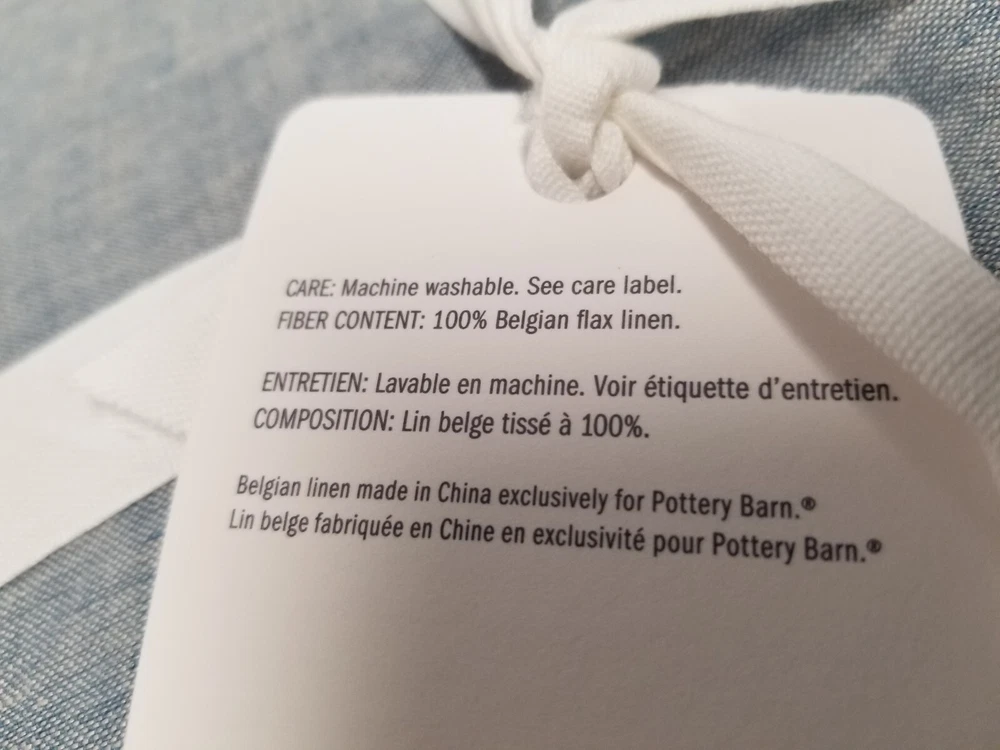 CARE: Machine washable. See care label.
FIBER CONTENT: 100% Belgian flax linen.
ENTRETIEN: Lavable en machine. Voir étiquette d'entretien.
COMPOSITION: Lin belge tissé à 100%.
Belgian linen made in China exclusively for Pottery Barn.®
Lin belge fabriquée en Chine en exclusivité pour Pottery Barn.®